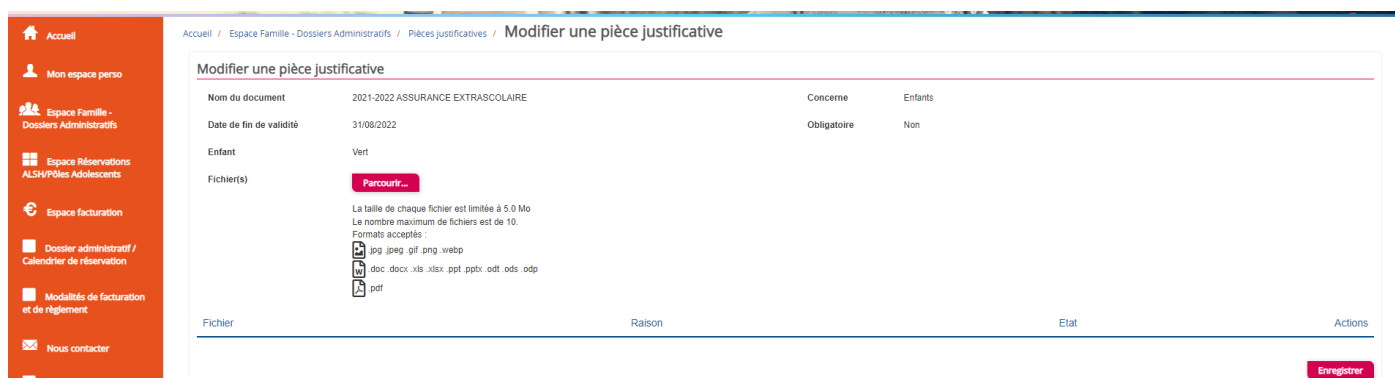 Accueil
Mon espace perso
Espace Famille -
Dossiers Administratifs
Espace Réservations
ALSH/Pôles Adolescents
Espace facturation
Dossier administratif /
Calendrier de réservation
Modalités de facturation
et de règlement
Nous contacter
Accueil / Espace Famille - Dossiers Administratifs / Pièces justificatives / Modifier une pièce justificative
Modifier une pièce justificative
Nom du document 2021-2022 ASSURANCE EXTRASCOLAIRE Concerne Enfants
Date de fin de validité 31/08/2022 Obligatoire Non
Enfant Vert
Fichier(s) Parcourir...
La taille de chaque fichier est limitée à 5.0 Mo
Le nombre maximum de fichiers est de 10.
Formats acceptés :
.jpg .jpeg .gif .png .webp
.doc .docx .xls .xlsx .ppt .pptx .odt .ods .odp
.pdf
Fichier Raison Etat Actions
Enregistrer